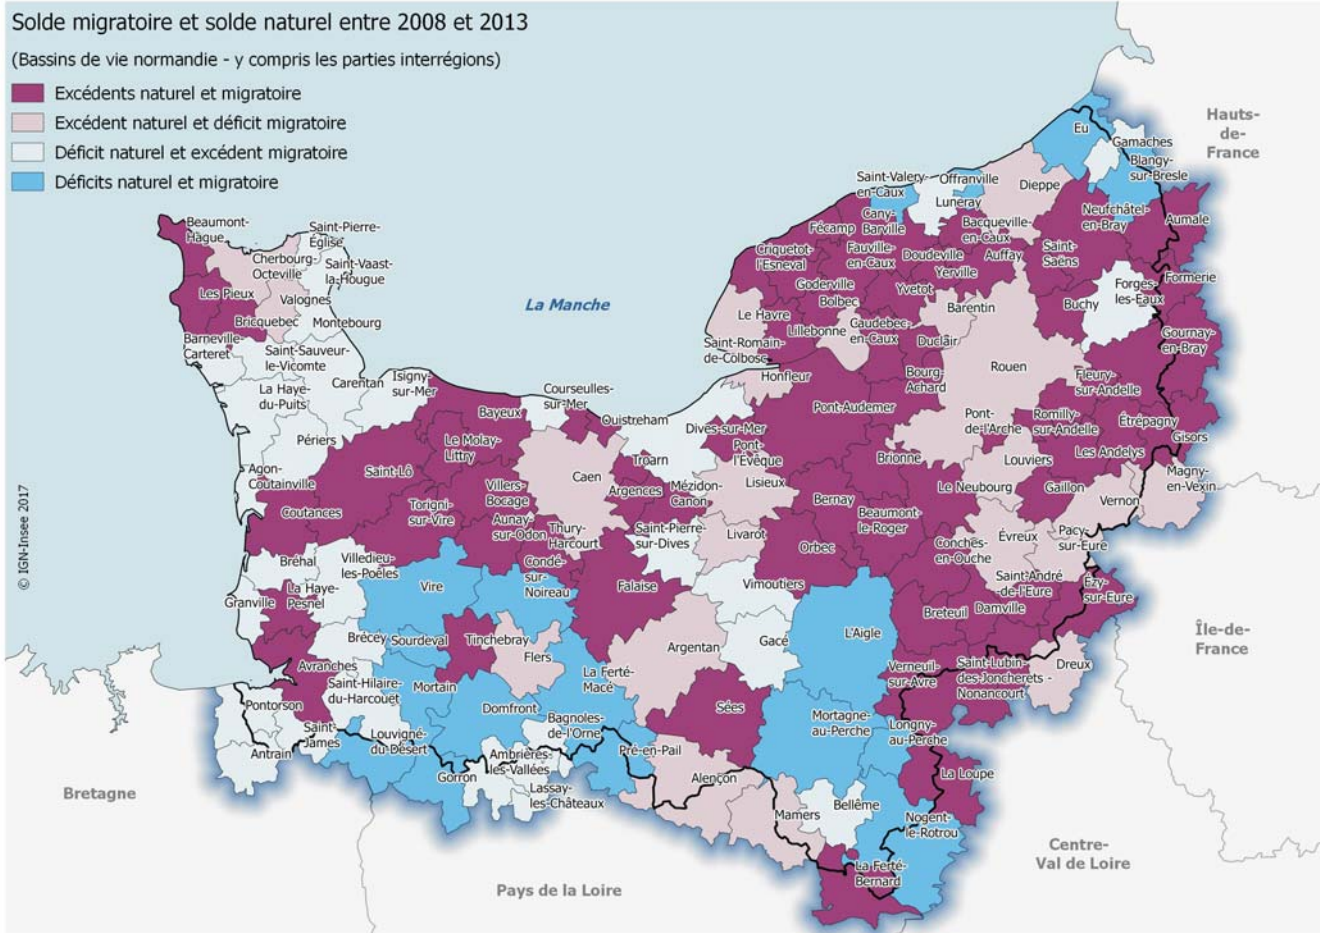 Solde migratoire et solde naturel entre 2008 et 2013
(Bassins de vie normandie - y compris les parties interrégions)
Excédents naturel et migratoire
Excédent naturel et déficit migratoire
Déficit naturel et excédent migratoire
Déficits naturel et migratoire
Hauts-
de-
France
Eu
Gamaches
Blangy-
sur-Bresle
Saint-Valery-
en-Caux
Offranville
Dieppe
Luneray
Neufchâtel-
en-Bray
Aumale
Cany-
Barville
Bacqueville-
en-Caux
Fécamp
Beaumont-
Hague
Saint-Pierre-
Église
Cherbourg-
Octeville
Saint-Vaast-
la-Hougue
Criquetot-
l'Esneval
Fauville-
en-Caux
Doudeville
Yerville
Auffay
Saint-
Saëns
Formerie
Forges-
les-Eaux
Les Pieux
Valognes
La Manche
Goderville
Bolbec
Yvetot
Buchy
Bricquebec
Montebourg
Le Havre
Lillebonne
Caudebec-
en-Caux
Barentin
Duclair
Gournay-
en-Bray
Barneville-
Carteret
Saint-Sauveur-
le-Vicomte
Saint-Romain-
de-Colbosc
Rouen
Carentan
Isigny-
sur-Mer
Honfleur
Bourg-
Achard
Fleury-
sur-Andelle
La Haye-
du-Puits
Courseulles-
sur-Mer
Bayeux
Ouistreham
Dives-sur-Mer
Pont-Audemer
Pont-
de-l'Arche
Romilly-
sur-Andelle
Étrépagny
Gisors
Périers
Le Molay-
Littry
Pont-
l'Evêque
Troarn
Brionne
Louviers
Les Andelys
Agon-
Coutainville
Saint-Lô
Caen
Argences
Mézidon-
Canon
Lisieux
Le Neubourg
Gaillon
Magny-
en-Vexin
Vernon
Coutances
Torigni-
sur-Vire
Villers-
Bocage
Bernay
Beaumont-
le-Roger
Aunay-
sur-Odon
Thury-
Harcourt
Saint-Pierre-
sur-Dives
Livarot
Orbec
Conches-
en-Ouche
Évreux
Pacy-
sur-Eure
Bréhal
Villedieu-
les-Poêles
Condé-
sur-
Noireau
Vire
Falaise
Vimoutiers
Saint-André
-de-l'Eure
Ézy-
sur-Eure
Granville
La Haye-
Pesnel
Breteuil
Damville
Brécey
Sourdeval
Tinchebray
Flers
Argentan
Gacé
L'Aigle
Île-de-
France
Avranches
Saint-Hilaire-
du-Harcouet
Mortain
La Ferté-
Macé
Verneuil-
sur-Avre
Saint-Lubin-
des-Joncherets -
Nonancourt
Dreux
Pontorson
Domfront
Sées
Saint-
James
Louvigné-
du-Désert
Bagnoles-
de-l'Orne
Mortagne-
au-Perche
Longny-
au-Perche
Antrain
Ambrières-
les-Vallées
Pré-en-Pail
Gorron
Alençon
La Loupe
Lassay-
les-Châteaux
Bellême
Mamers
Nogent-
le-Rotrou
La Ferté-
Bernard
Bretagne
Pays de la Loire
Centre-
Val de Loire
© IGN-Insee 2017